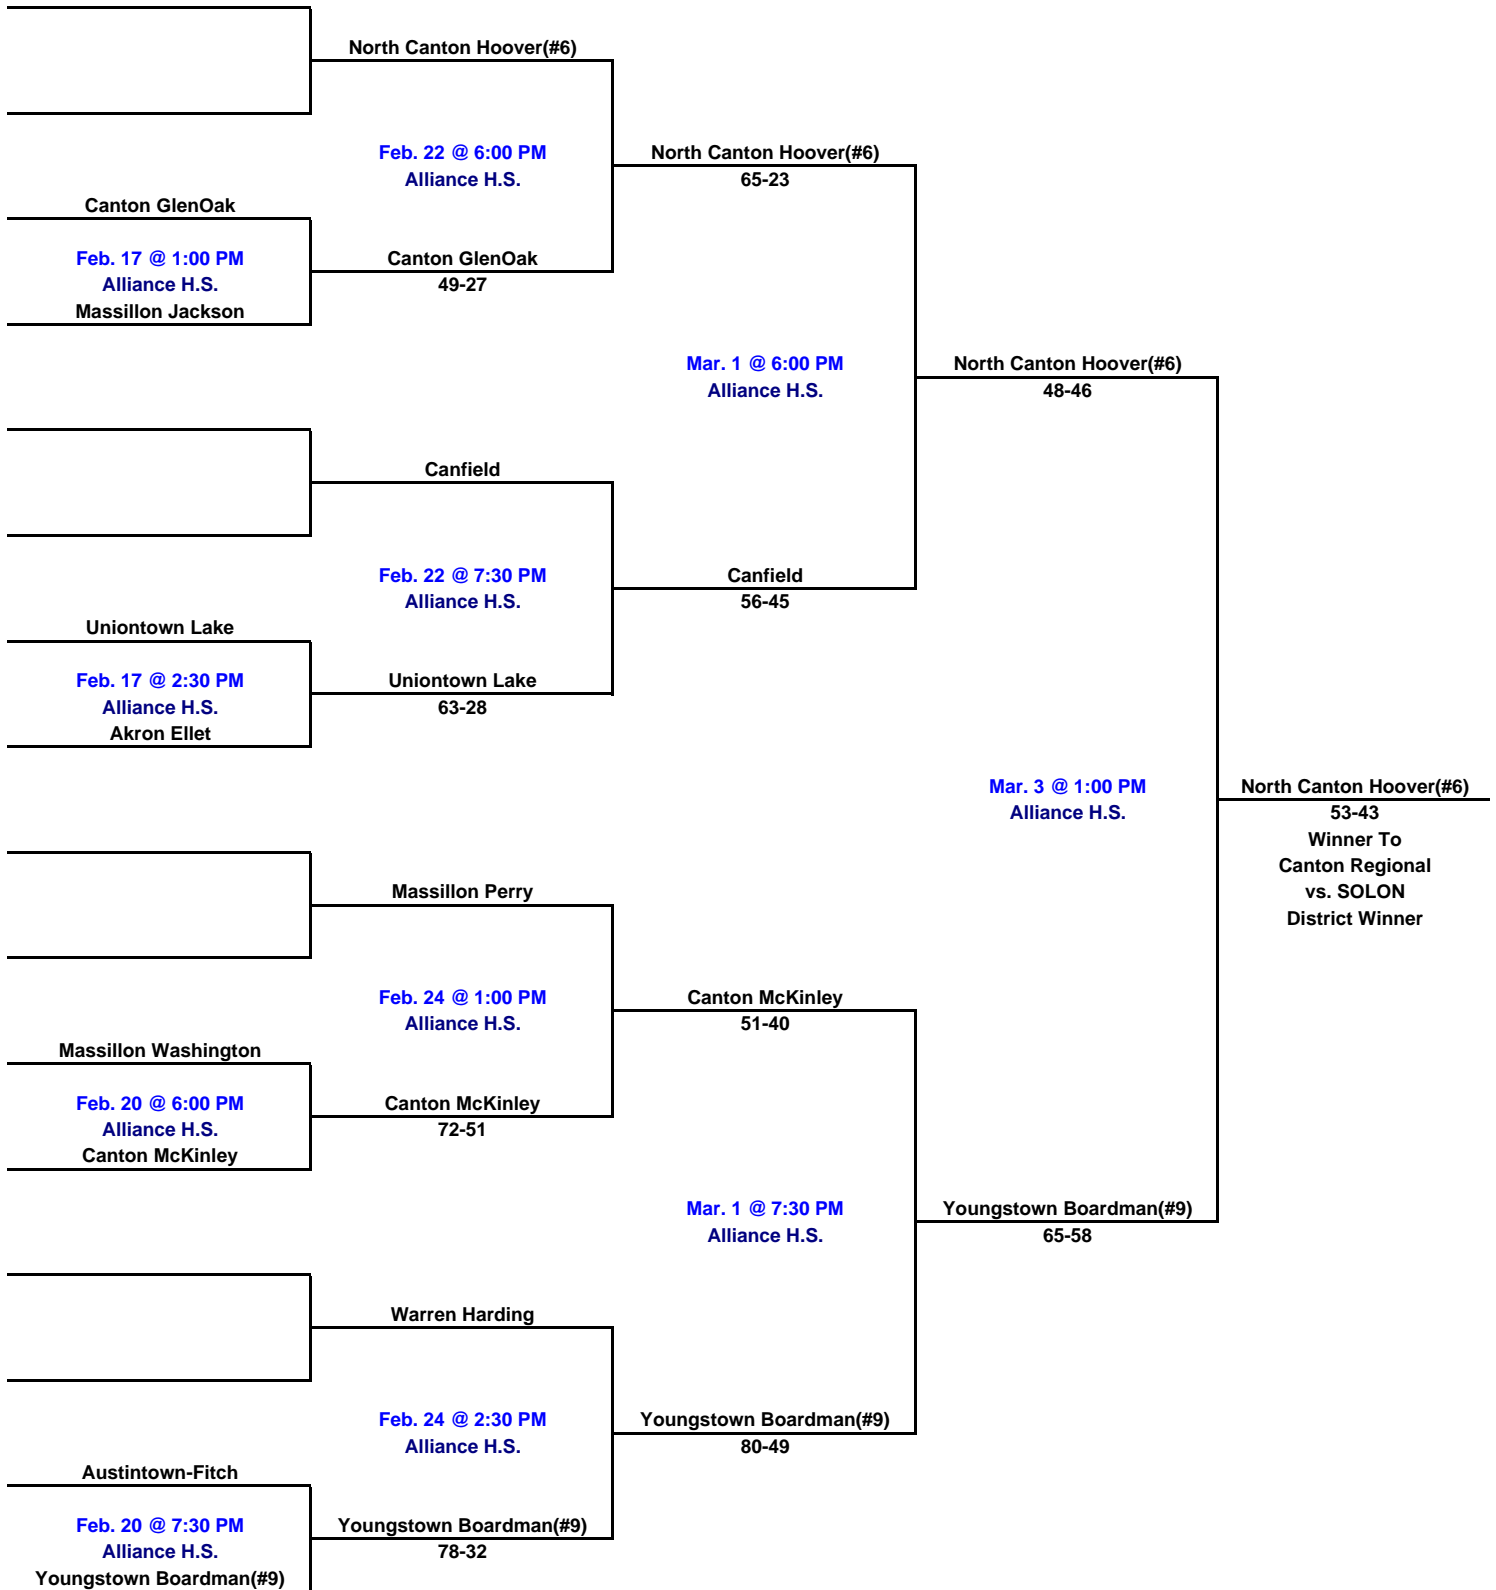 North Canton Hoover(#6)
Feb. 22 @ 6:00 PM
North Canton Hoover(#6)
Alliance H.S.
65-23
Canton GlenOak
Feb. 17 @ 1:00 PM
Canton GlenOak
Alliance H.S.
49-27
Massillon Jackson
Mar. 1 @ 6:00 PM
North Canton Hoover(#6)
Alliance H.S.
48-46
Canfield
Feb. 22 @ 7:30 PM
Canfield
Alliance H.S.
56-45
Uniontown Lake
Feb. 17 @ 2:30 PM
Uniontown Lake
Alliance H.S.
63-28
Akron Ellet
Mar. 3 @ 1:00 PM
North Canton Hoover(#6)
Alliance H.S.
53-43
Winner To
Canton Regional
vs. SOLON
District Winner
Massillon Perry
Feb. 24 @ 1:00 PM
Canton McKinley
Alliance H.S.
51-40
Massillon Washington
Feb. 20 @ 6:00 PM
Canton McKinley
Alliance H.S.
72-51
Canton McKinley
Mar. 1 @ 7:30 PM
Youngstown Boardman(#9)
Alliance H.S.
65-58
Warren Harding
Feb. 24 @ 2:30 PM
Youngstown Boardman(#9)
Alliance H.S.
80-49
Austintown-Fitch
Feb. 20 @ 7:30 PM
Youngstown Boardman(#9)
Alliance H.S.
78-32
Youngstown Boardman(#9)